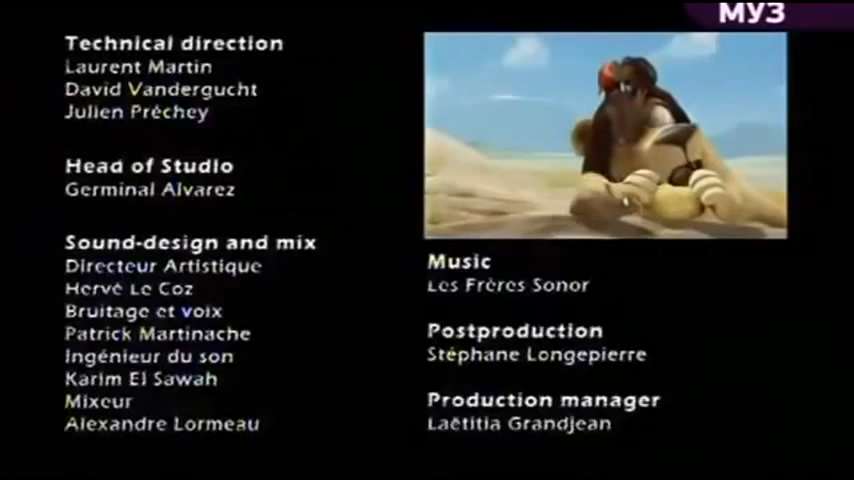 МУЗ
Technical direction
Laurent Martin
David Vandergucht
Julien Préchey
Head of Studio
Germinal Alvarez
Sound-design and mix
Directeur Artistique
Hervé Le Coz
Bruitage et voix
Patrick Martinache
Ingénieur du son
Karim El Sawah
Mixeur
Alexandre Lormeau
Music
Les Frères Sonor
Postproduction
Stéphane Longepierre
Production manager
Laëtitia Grandjean